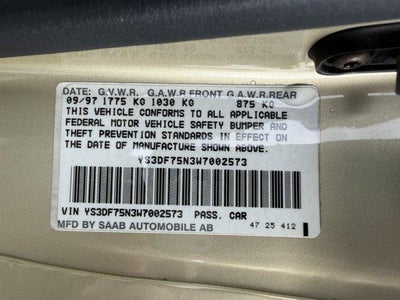 DATE: G.V.W.R. G.A.W.R.FRONT G.A.W.R.REAR
09/97 1775 KG 1030 KG 875 KG
THIS VEHICLE CONFORMS TO ALL APPLICABLE
FEDERAL MOTOR VEHICLE SAFETY BUMPER AND
THEFT PREVENTION STANDARDS IN EFFECT ON
THE DATE OF MANUFACTURE SHOWN ABOVE.
YS3DF75N3W7002573
VIN YS3DF75N3W7002573 PASS. CAR
MFD BY SAAB AUTOMOBILE AB 47 25 412